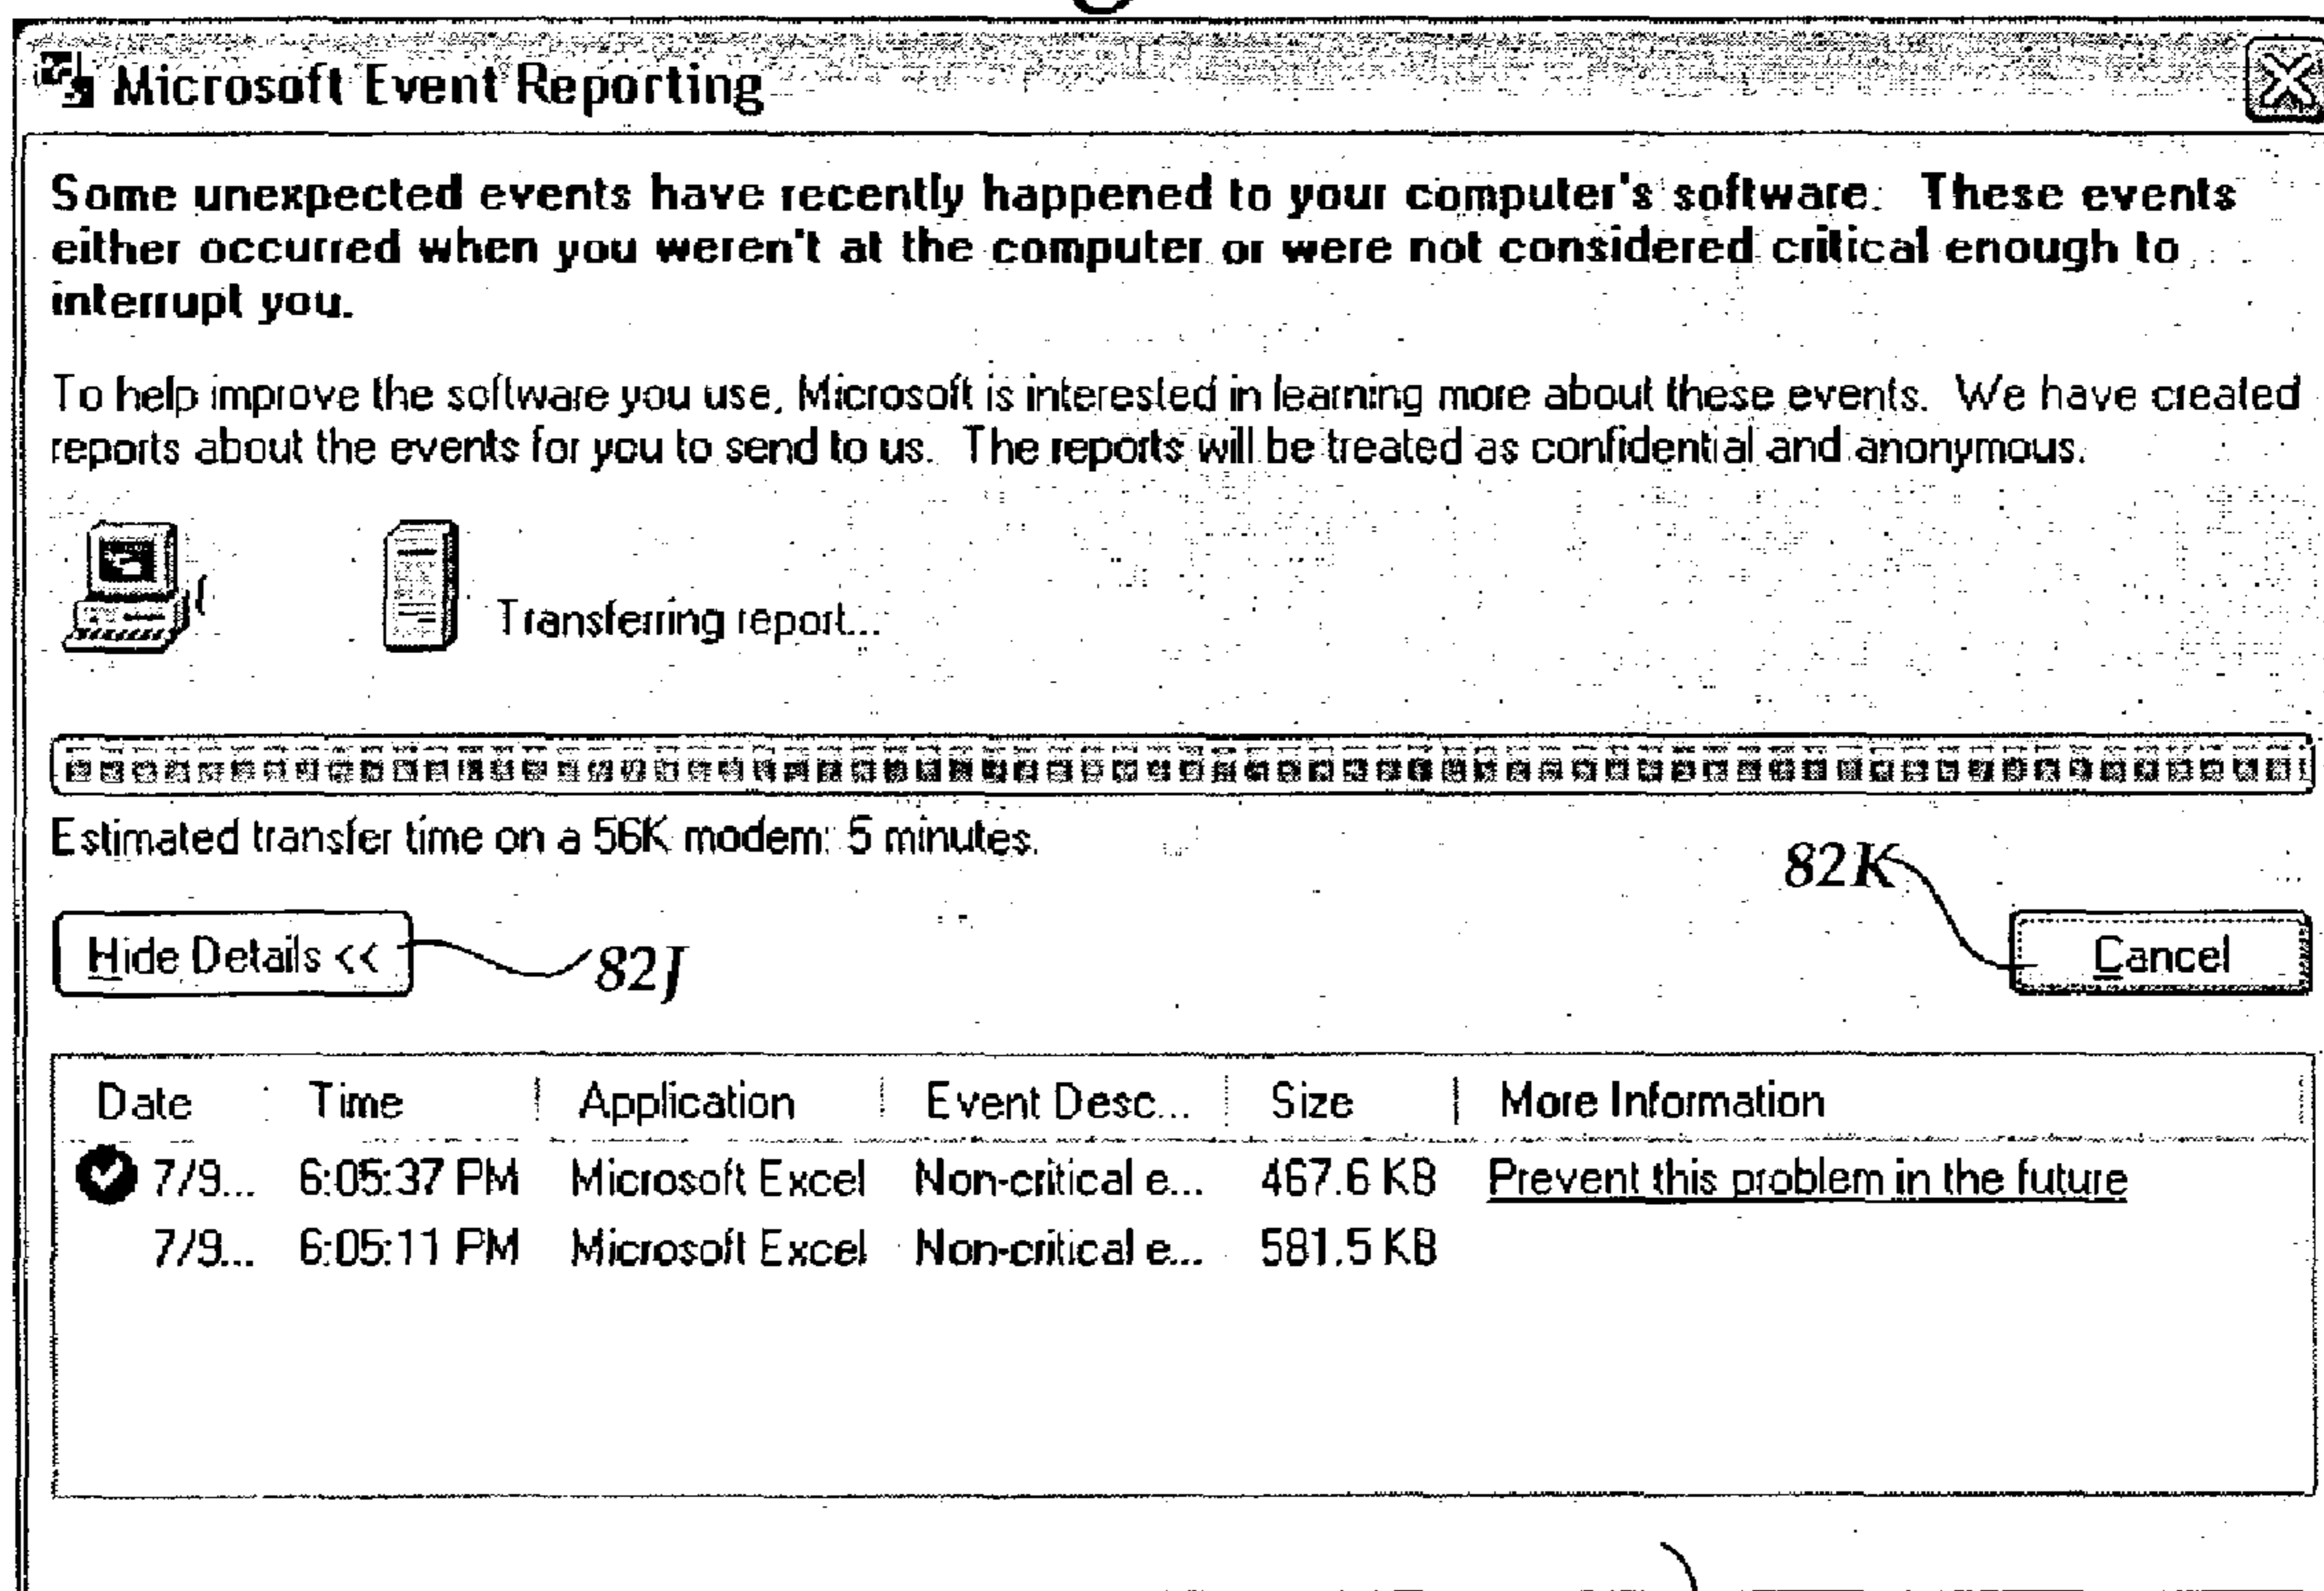 Microsoft Event Reporting
Some unexpected events have recently happened to your computer's software. These events
either occurred when you weren't at the computer or were not considered critical enough to
interrupt you.
To help improve the software you use, Microsoft is interested in learning more about these events. We have created
reports about the events for you to send to us. The reports will be treated as confidential and anonymous.
Transferring report...
Estimated transfer time on a 56K modem: 5 minutes.
82K
Hide Details <<
82J
Cancel
Date Time Application Event Desc... Size More Information
7/9... 6:05:37 PM Microsoft Excel Non-critical e... 467.6 KB Prevent this problem in the future
7/9... 6:05:11 PM Microsoft Excel Non-critical e... 581.5 KB